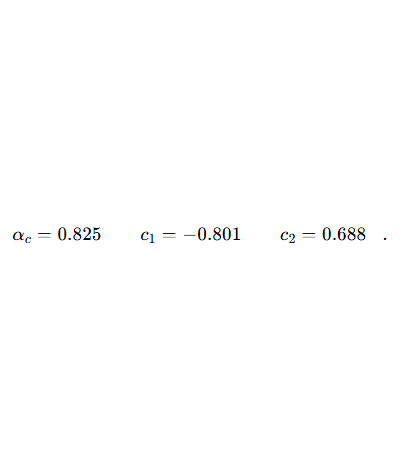 α_c = 0.825   c_1 = −0.801   c_2 = 0.688   .